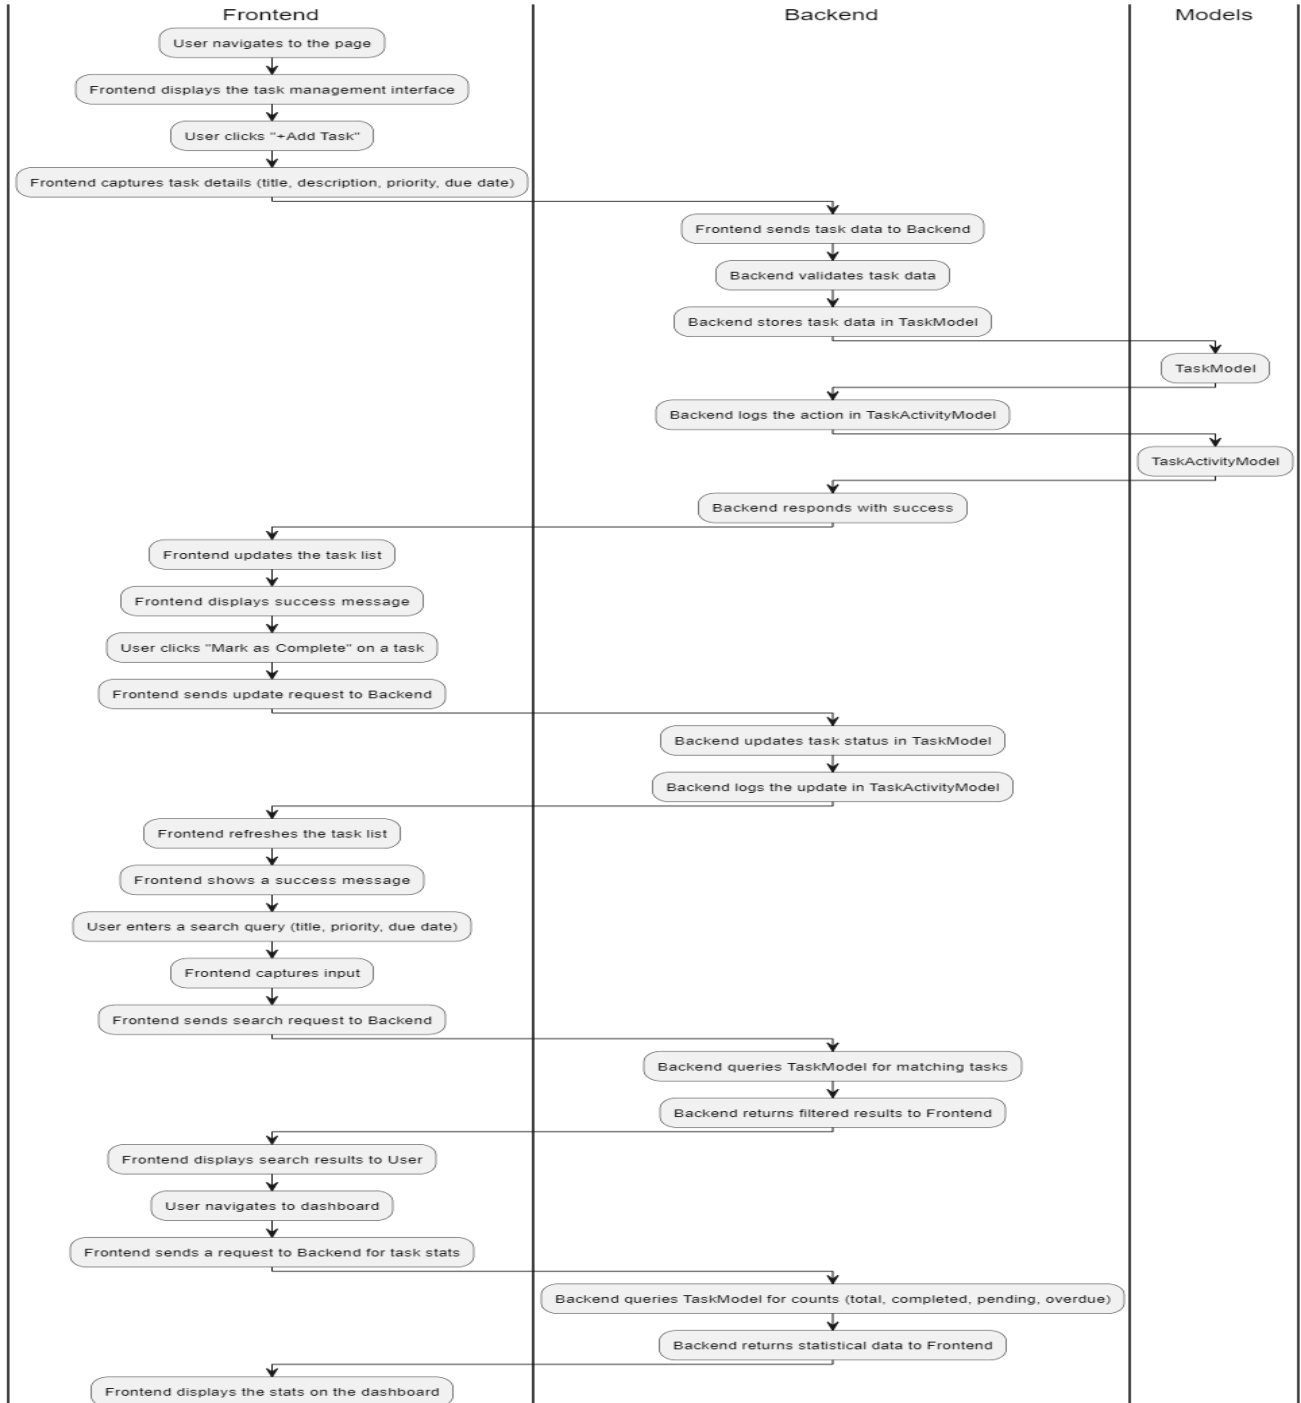 Frontend
Backend
Models
User navigates to the page
Frontend displays the task management interface
User clicks "+Add Task"
Frontend captures task details (title, description, priority, due date)
Frontend sends task data to Backend
Backend validates task data
Backend stores task data in TaskModel
TaskModel
Backend logs the action in TaskActivityModel
TaskActivityModel
Backend responds with success
Frontend updates the task list
Frontend displays success message
User clicks "Mark as Complete" on a task
Frontend sends update request to Backend
Backend updates task status in TaskModel
Backend logs the update in TaskActivityModel
Frontend refreshes the task list
Frontend shows a success message
User enters a search query (title, priority, due date)
Frontend captures input
Frontend sends search request to Backend
Backend queries TaskModel for matching tasks
Backend returns filtered results to Frontend
Frontend displays search results to User
User navigates to dashboard
Frontend sends a request to Backend for task stats
Backend queries TaskModel for counts (total, completed, pending, overdue)
Backend returns statistical data to Frontend
Frontend displays the stats on the dashboard